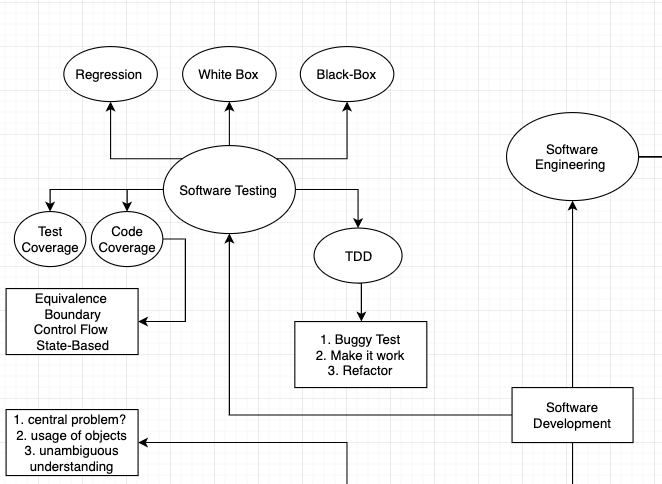 Regression
White Box
Black-Box
Software
Engineering
Software Testing
Test
Coverage
Code
Coverage
TDD
Equivalence
Boundary
Control Flow
State-Based
1. Buggy Test
2. Make it work
3. Refactor
Software
Development
1. central problem?
2. usage of objects
3. unambiguous
understanding